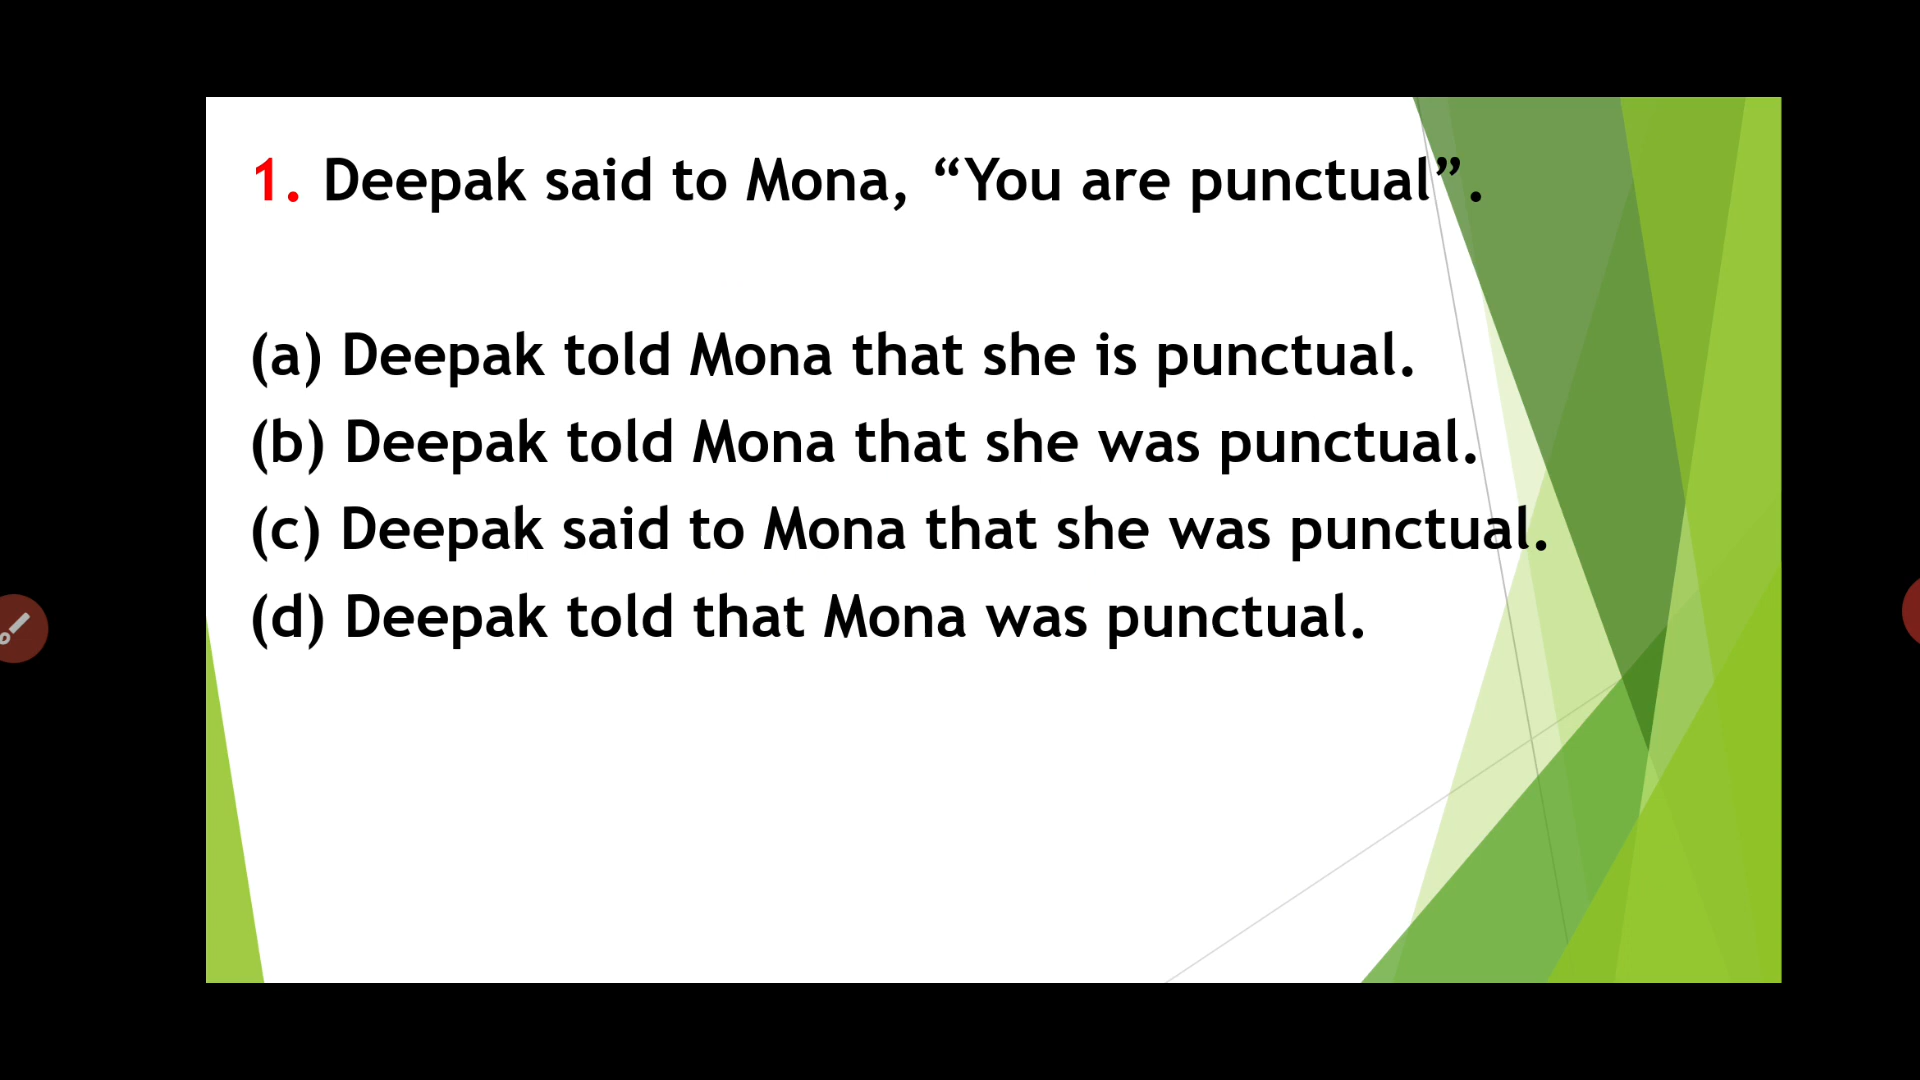 1. Deepak said to Mona, “You are punctual”.
(a) Deepak told Mona that she is punctual.
(b) Deepak told Mona that she was punctual.
(c) Deepak said to Mona that she was punctual.
(d) Deepak told that Mona was punctual.